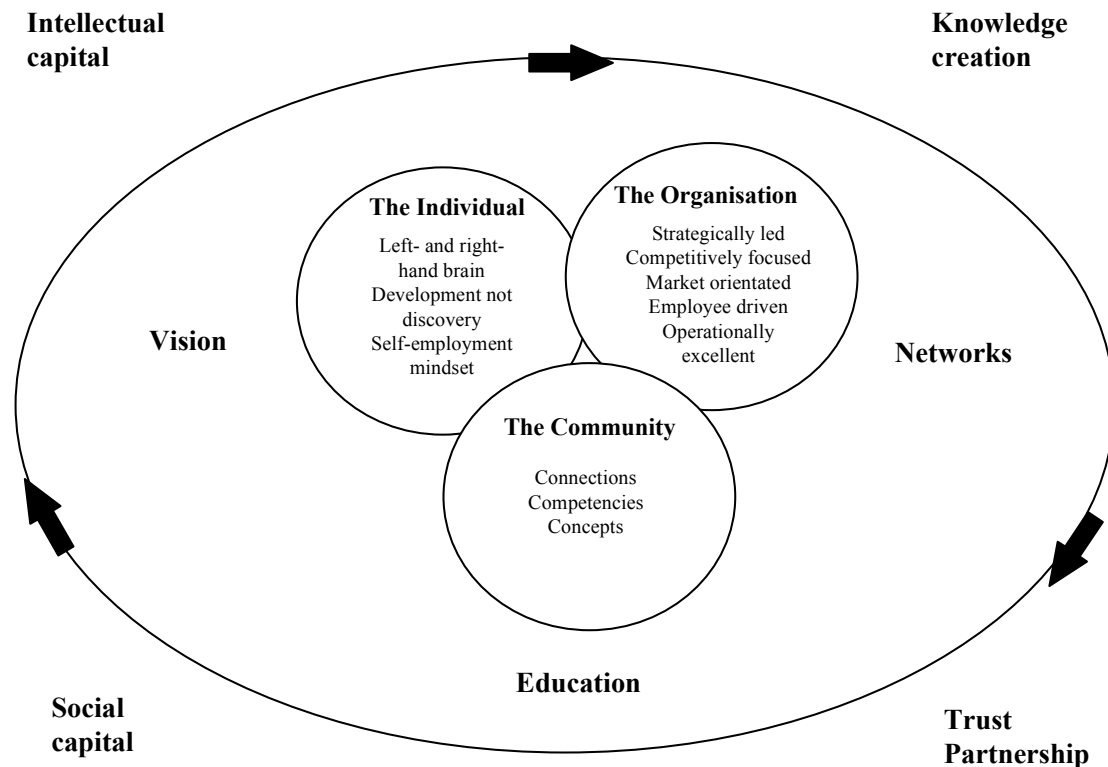 Intellectual
capital
Knowledge
creation
The Individual
Left- and right-
hand brain
Development not
discovery
Self-employment
mindset
The Organisation
Strategically led
Competitively focused
Market orientated
Employee driven
Operationally
excellent
Vision
Networks
The Community
Connections
Competencies
Concepts
Education
Social
capital
Trust
Partnership